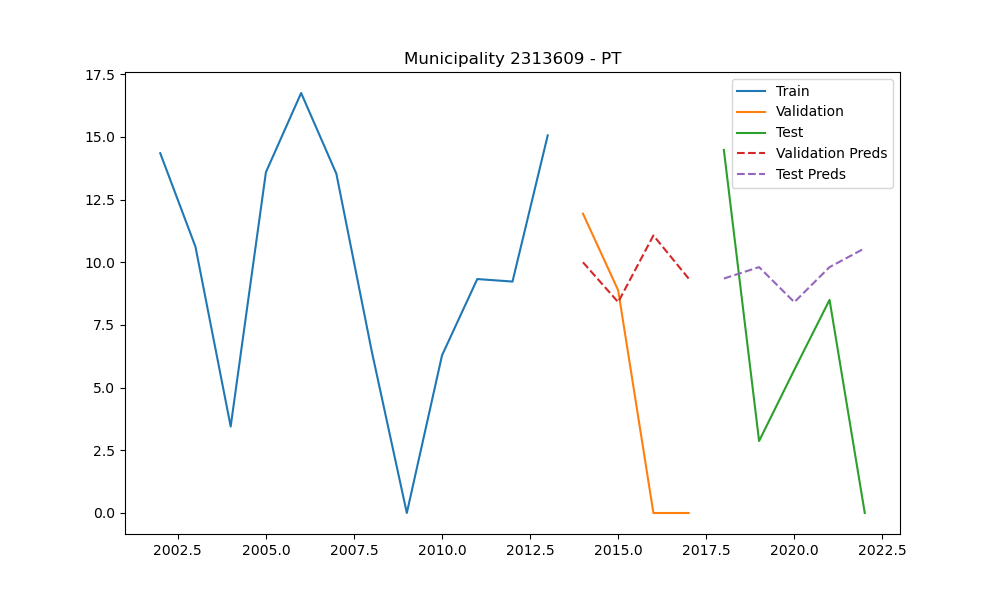 Municipality 2313609 - PT
17.5
15.0
12.5
10.0
7.5
5.0
2.5
0.0
Train
Validation
Test
Validation Preds
Test Preds
2002.5 2005.0 2007.5 2010.0 2012.5 2015.0 2017.5 2020.0 2022.5